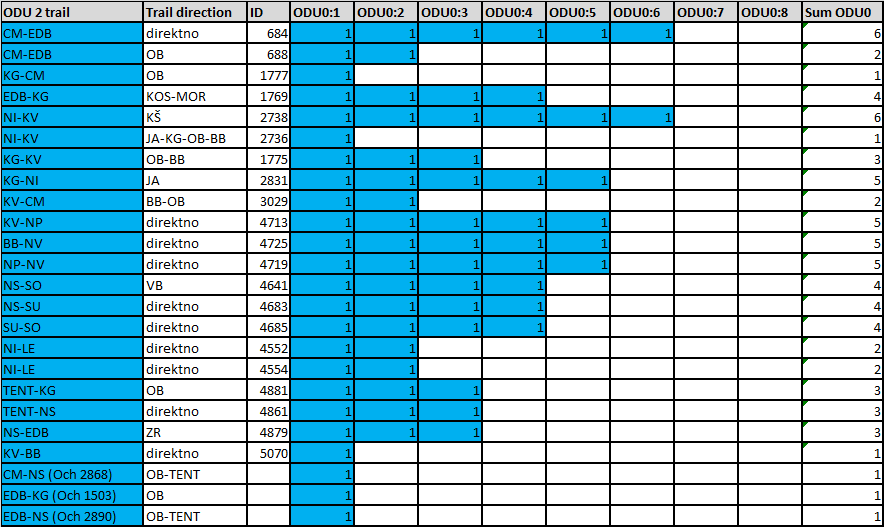 ODU 2 trail Trail direction ID ODU0:1 ODU0:2 ODU0:3 ODU0:4 ODU0:5 ODU0:6 ODU0:7 ODU0:8 Sum ODU0
CM-EDB direktno 684 1 1 1 1 1 1 6
CM-EDB OB 688 1 1 2
KG-CM OB 1777 1 1
EDB-KG KOS-MOR 1769 1 1 1 1 4
NI-KV KŠ 2738 1 1 1 1 1 1 6
NI-KV JA-KG-OB-BB 2736 1 1
KG-KV OB-BB 1775 1 1 1 3
KG-NI JA 2831 1 1 1 1 1 5
KV-CM BB-OB 3029 1 1 2
KV-NP direktno 4713 1 1 1 1 1 5
BB-NV direktno 4725 1 1 1 1 1 5
NP-NV direktno 4719 1 1 1 1 1 5
NS-SO VB 4641 1 1 1 1 4
NS-SU direktno 4683 1 1 1 1 4
SU-SO direktno 4685 1 1 1 1 4
NI-LE direktno 4552 1 1 2
NI-LE direktno 4554 1 1 2
TENT-KG OB 4881 1 1 1 3
TENT-NS direktno 4861 1 1 1 3
NS-EDB ZR 4879 1 1 1 3
KV-BB direktno 5070 1 1
CM-NS (Och 2868) OB-TENT 1 1
EDB-KG (Och 1503) OB 1 1
EDB-NS (Och 2890) OB-TENT 1 1